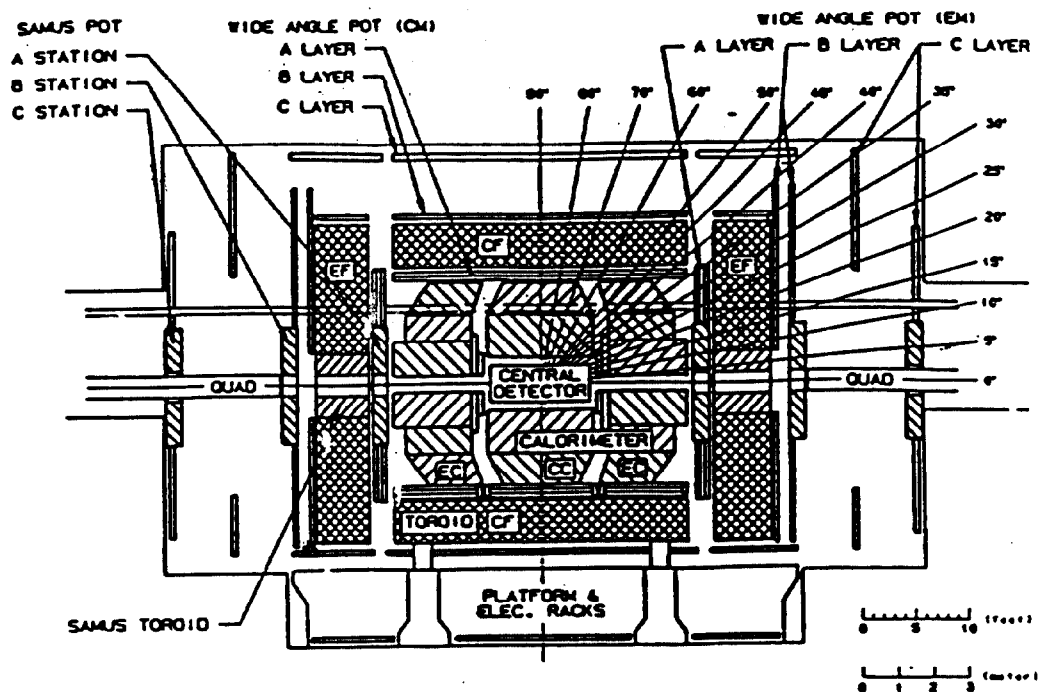 SAMUS POT
A STATION
B STATION
C STATION
WIDE ANGLE POT (CM)
A LAYER
B LAYER
C LAYER
WIDE ANGLE POT (EM)
A LAYER
B LAYER
C LAYER
90° 80° 70° 60° 50°
30°
25°
20°
15°
10°
5°
0°
CF
EF
EF
CENTRAL
DETECTOR
QUAD
QUAD
CALORIMETER
EC
CC
EC
TOROID
CF
PLATFORM &
ELEC. RACKS
SAMUS TOROID
0 5 10 (feet)
0 1 2 3 (meter)